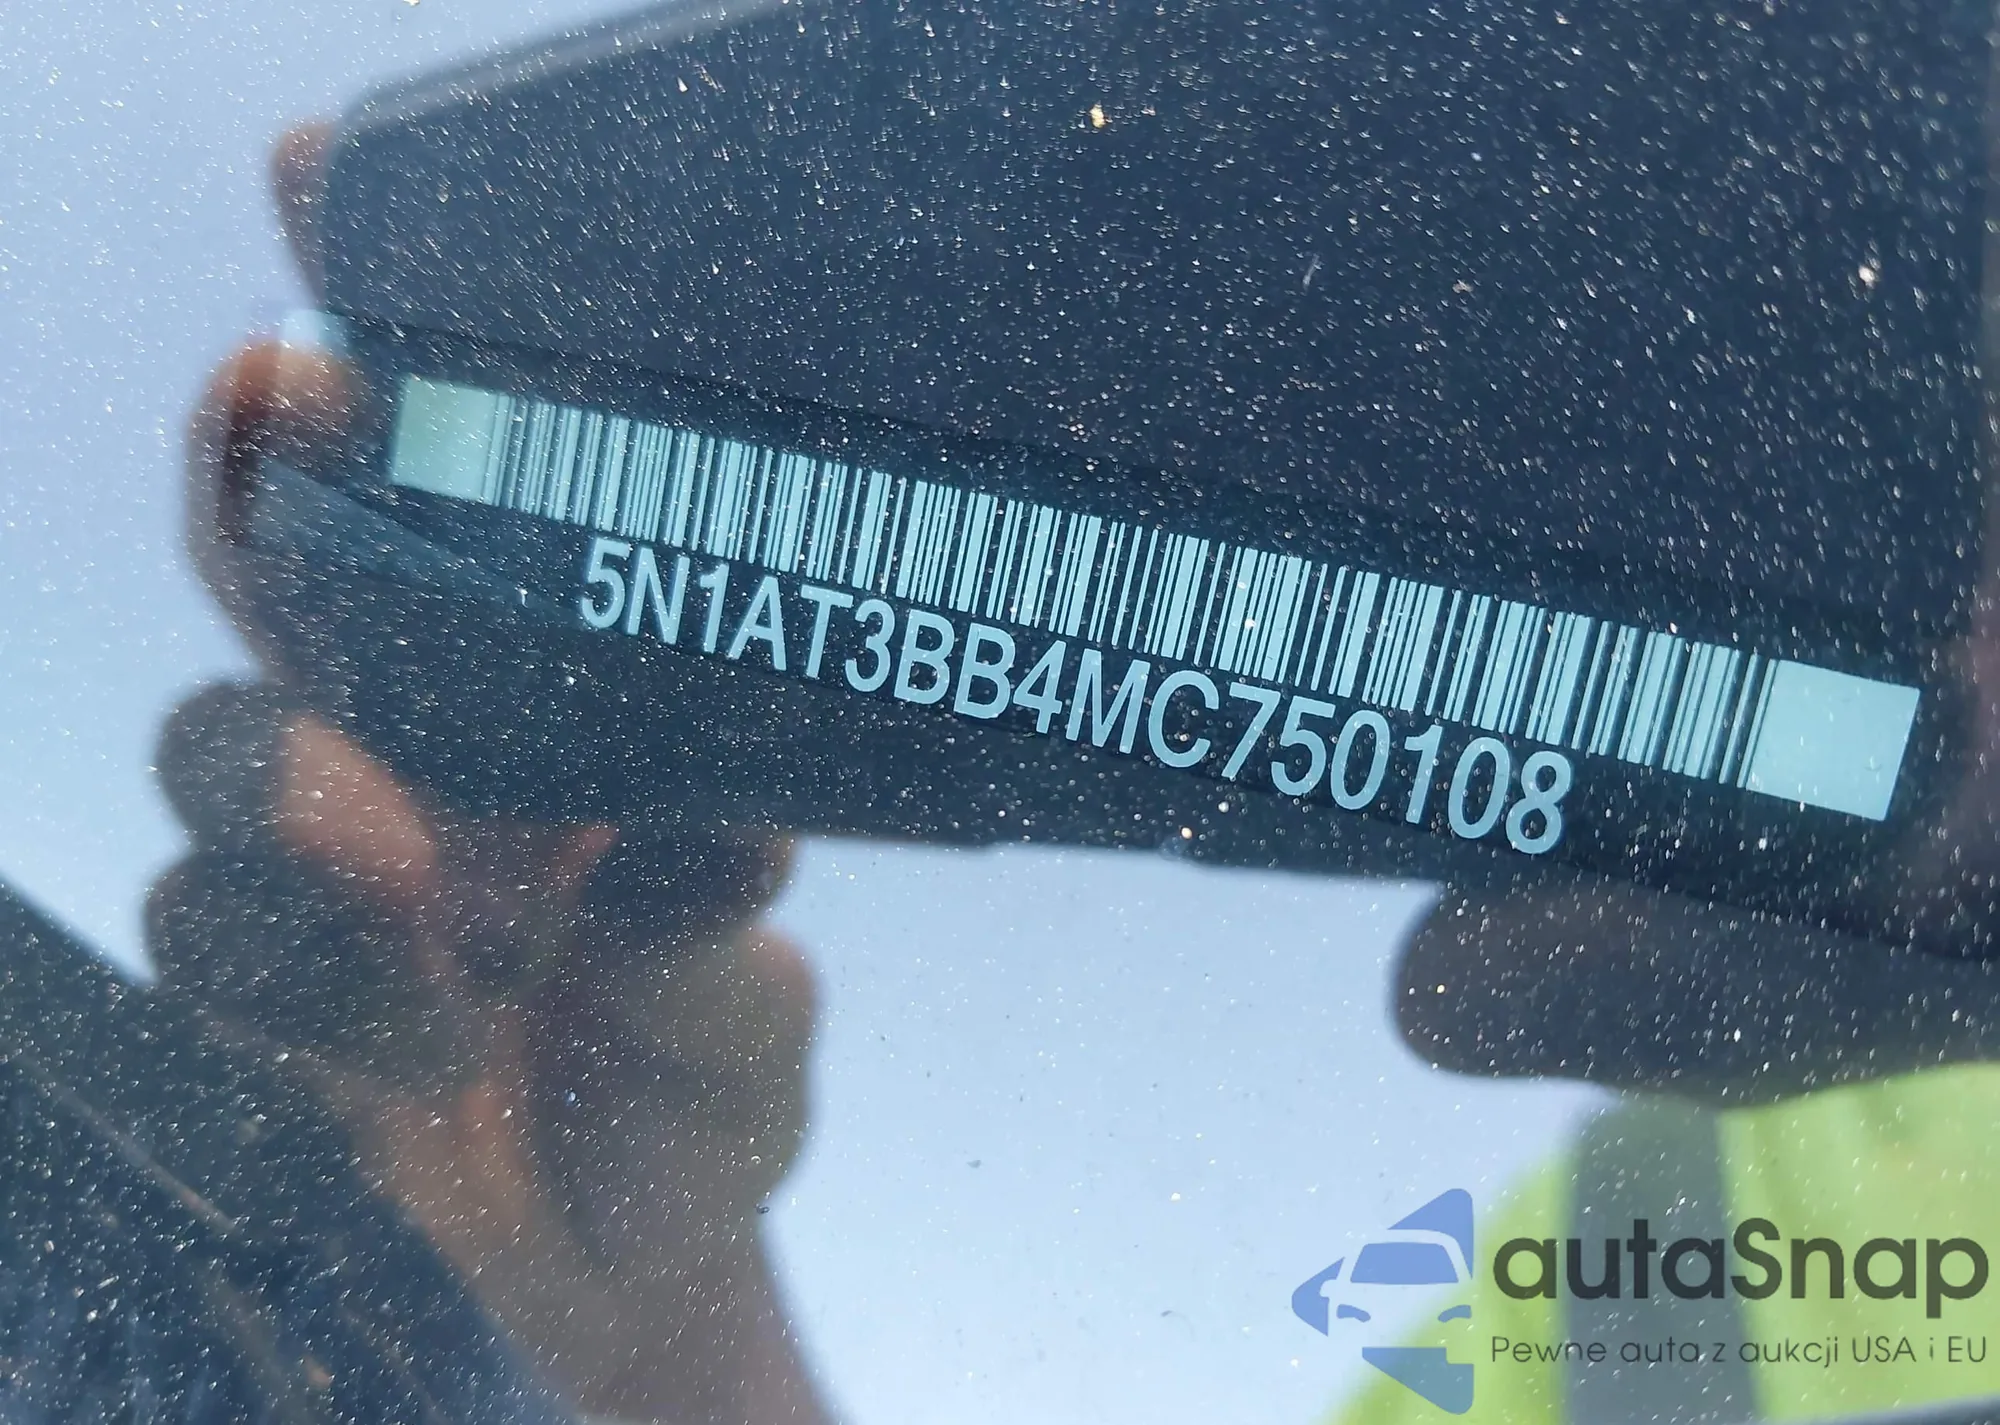 5N1AT3BB4MC750108
autaSnap
Pewne auta z aukcji USA i EU